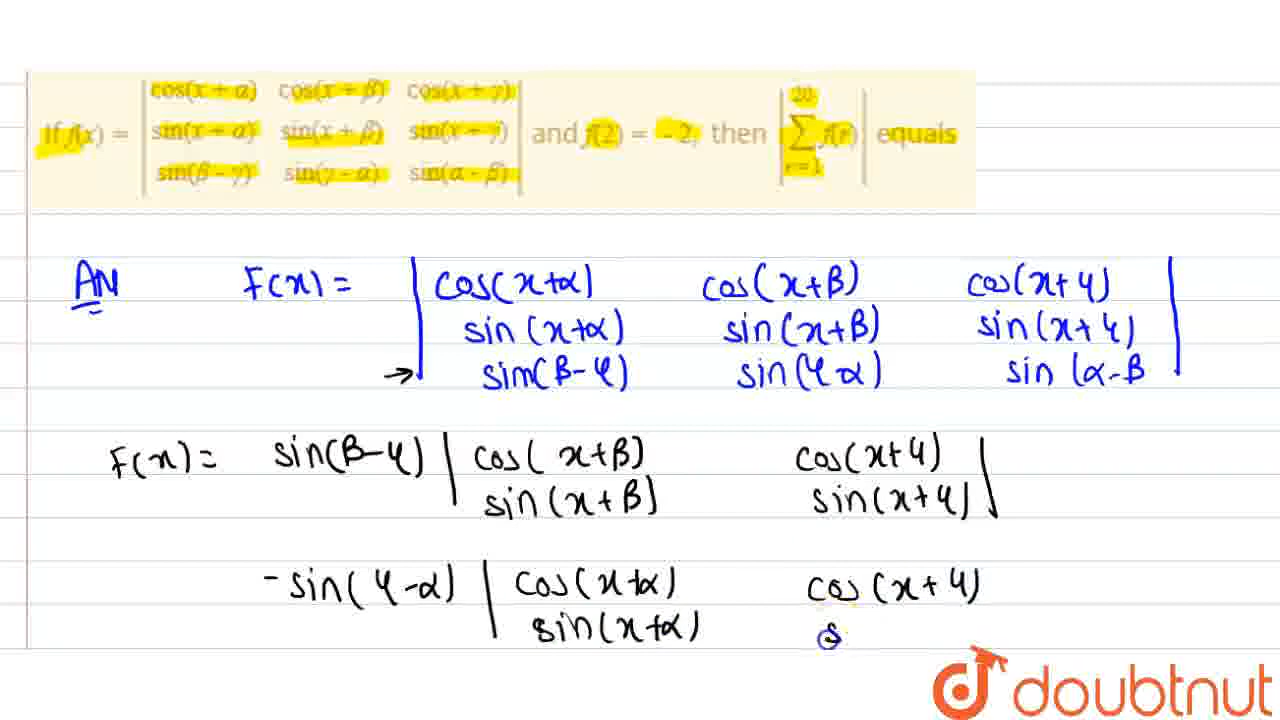 cos(x + α) cos(x + β) cos(x + γ)
If f(x) = sin(x + α) sin(x + β) sin(x + γ) and f(2) = -2, then |∑ f(r)| equals
20
r=1
sin(β - γ) sin(γ - α) sin(α - β)
AN F(x) = | cos(x+α) cos(x+β) cos(x+4) |
sin(x+α) sin(x+β) sin(x+4)
→ sin(β-4) sin(4-α) sin(α-β
F(x) = sin(β-4) | cos(x+β) cos(x+4) |
sin(x+β) sin(x+4)
-sin(4-α) | cos(x+α) cos(x+4)
sin(x+α) s
doubtnut